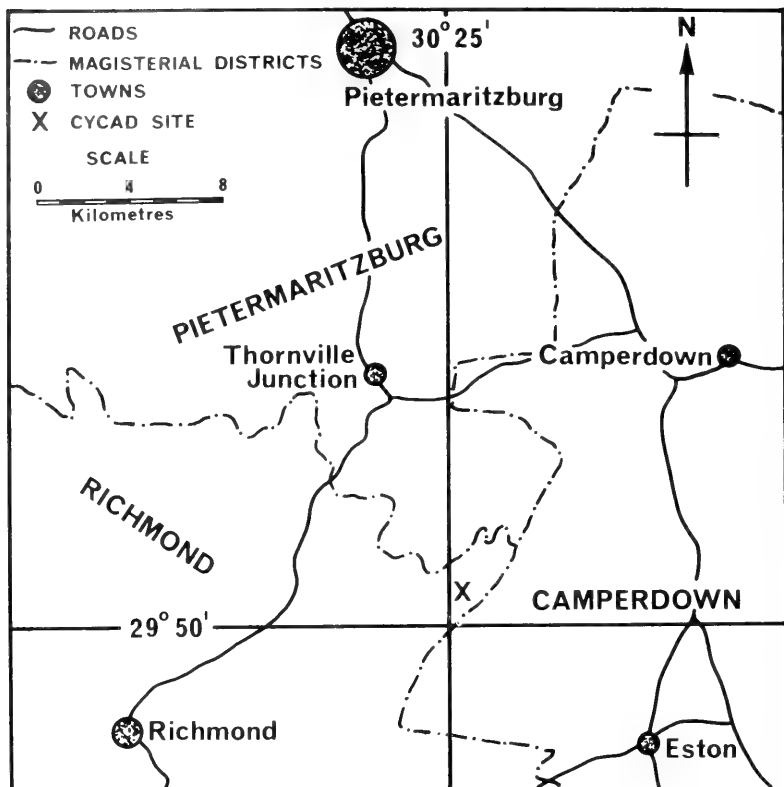 ROADS
MAGISTERIAL DISTRICTS
TOWNS
X CYCAD SITE
SCALE
0 4 8
Kilometres
30° 25'
N
Pietermaritzburg
PIETERMARITZBURG
Thornville
Junction
Camperdown
RICHMOND
X
CAMPERDOWN
29° 50'
Richmond
Eston